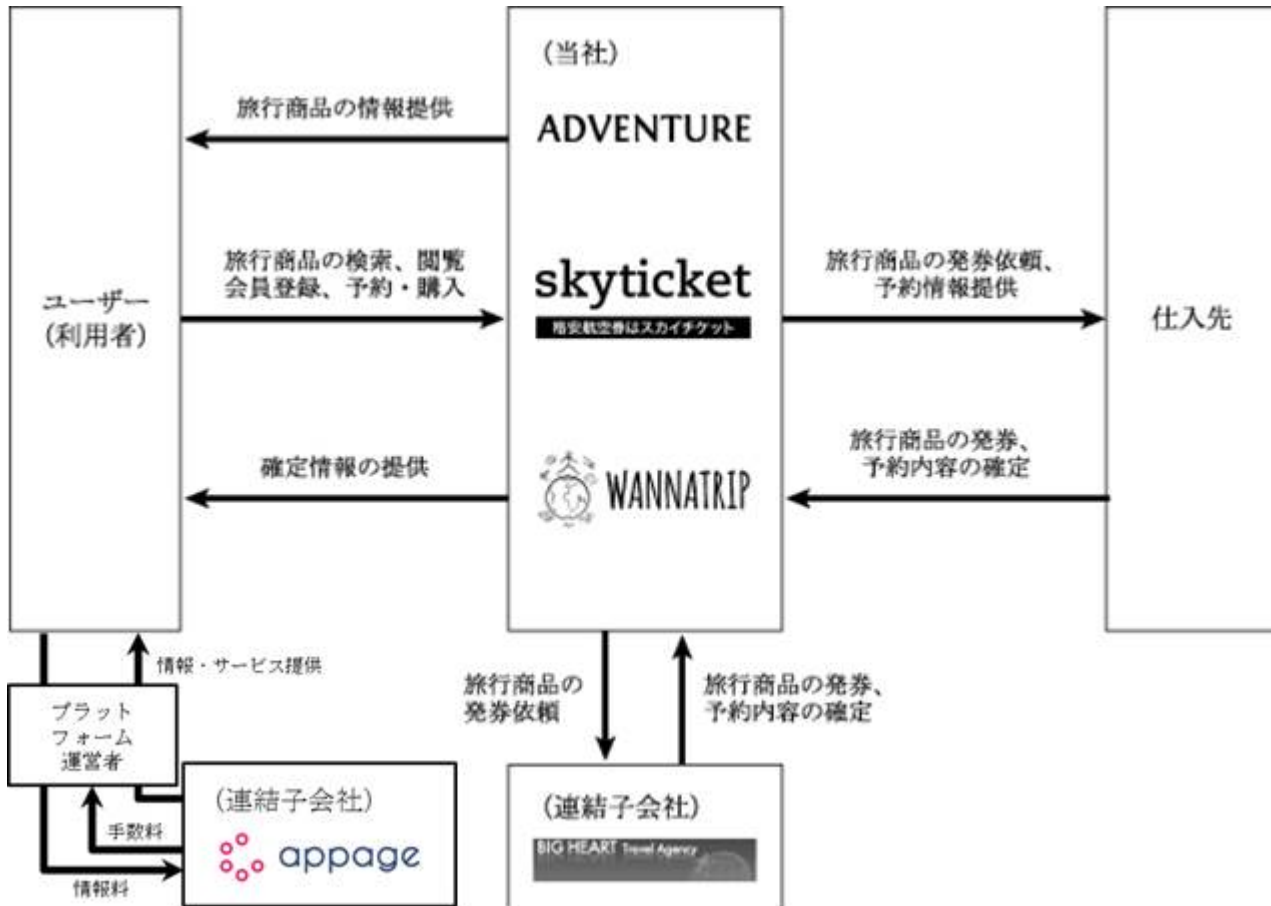 (当社)
ADVENTURE
旅行商品の情報提供
旅行商品の検索、閲覧
会員登録、予約・購入
skyticket
格安航空券はスカイチケット
旅行商品の発券依頼、
予約情報提供
ユーザー
(利用者)
仕入先
旅行商品の発券、
予約内容の確定
確定情報の提供
WANNATRIP
情報・サービス提供
旅行商品の
発券依頼
旅行商品の発券、
予約内容の確定
プラット
フォーム
運営者
(連結子会社)
手数料
appage
情報料
(連結子会社)
BIG HEART Travel Agency